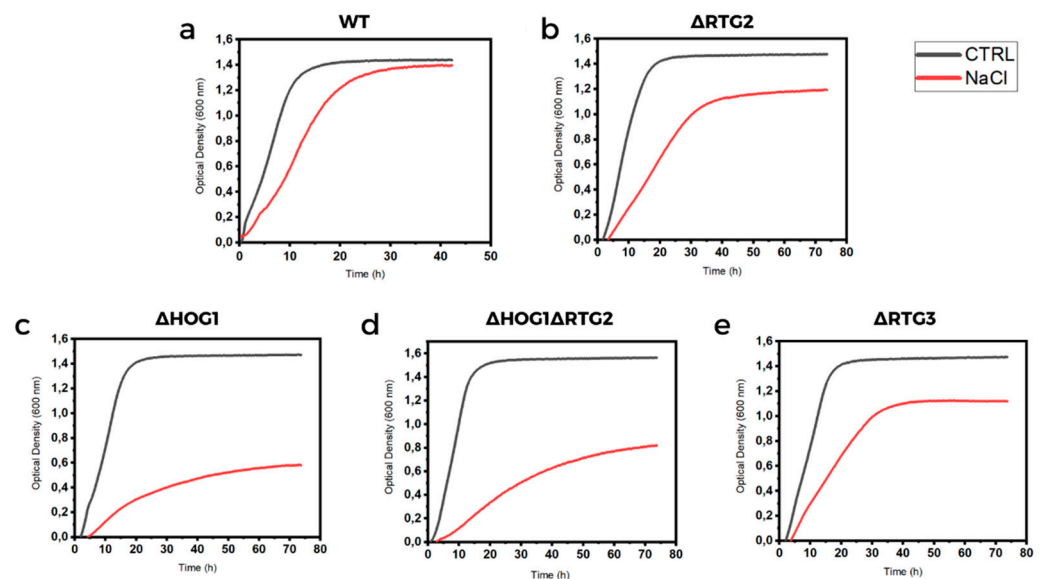 a
WT
Optical Density (600 nm)
1,6
1,4
1,2
1,0
0,8
0,6
0,4
0,2
0,0
0 10 20 30 40 50
Time (h)
b
ΔRTG2
Optical Density (600 nm)
1,6
1,4
1,2
1,0
0,8
0,6
0,4
0,2
0,0
0 10 20 30 40 50 60 70 80
Time (h)
CTRL
NaCl
c
ΔHOG1
Optical Density (600 nm)
1,6
1,4
1,2
1,0
0,8
0,6
0,4
0,2
0,0
0 10 20 30 40 50 60 70 80
Time (h)
d
ΔHOG1ΔRTG2
Optical Density (600 nm)
1,6
1,4
1,2
1,0
0,8
0,6
0,4
0,2
0,0
0 10 20 30 40 50 60 70 80
Time (h)
e
ΔRTG3
Optical Density (600 nm)
1,6
1,4
1,2
1,0
0,8
0,6
0,4
0,2
0,0
0 10 20 30 40 50 60 70 80
Time (h)